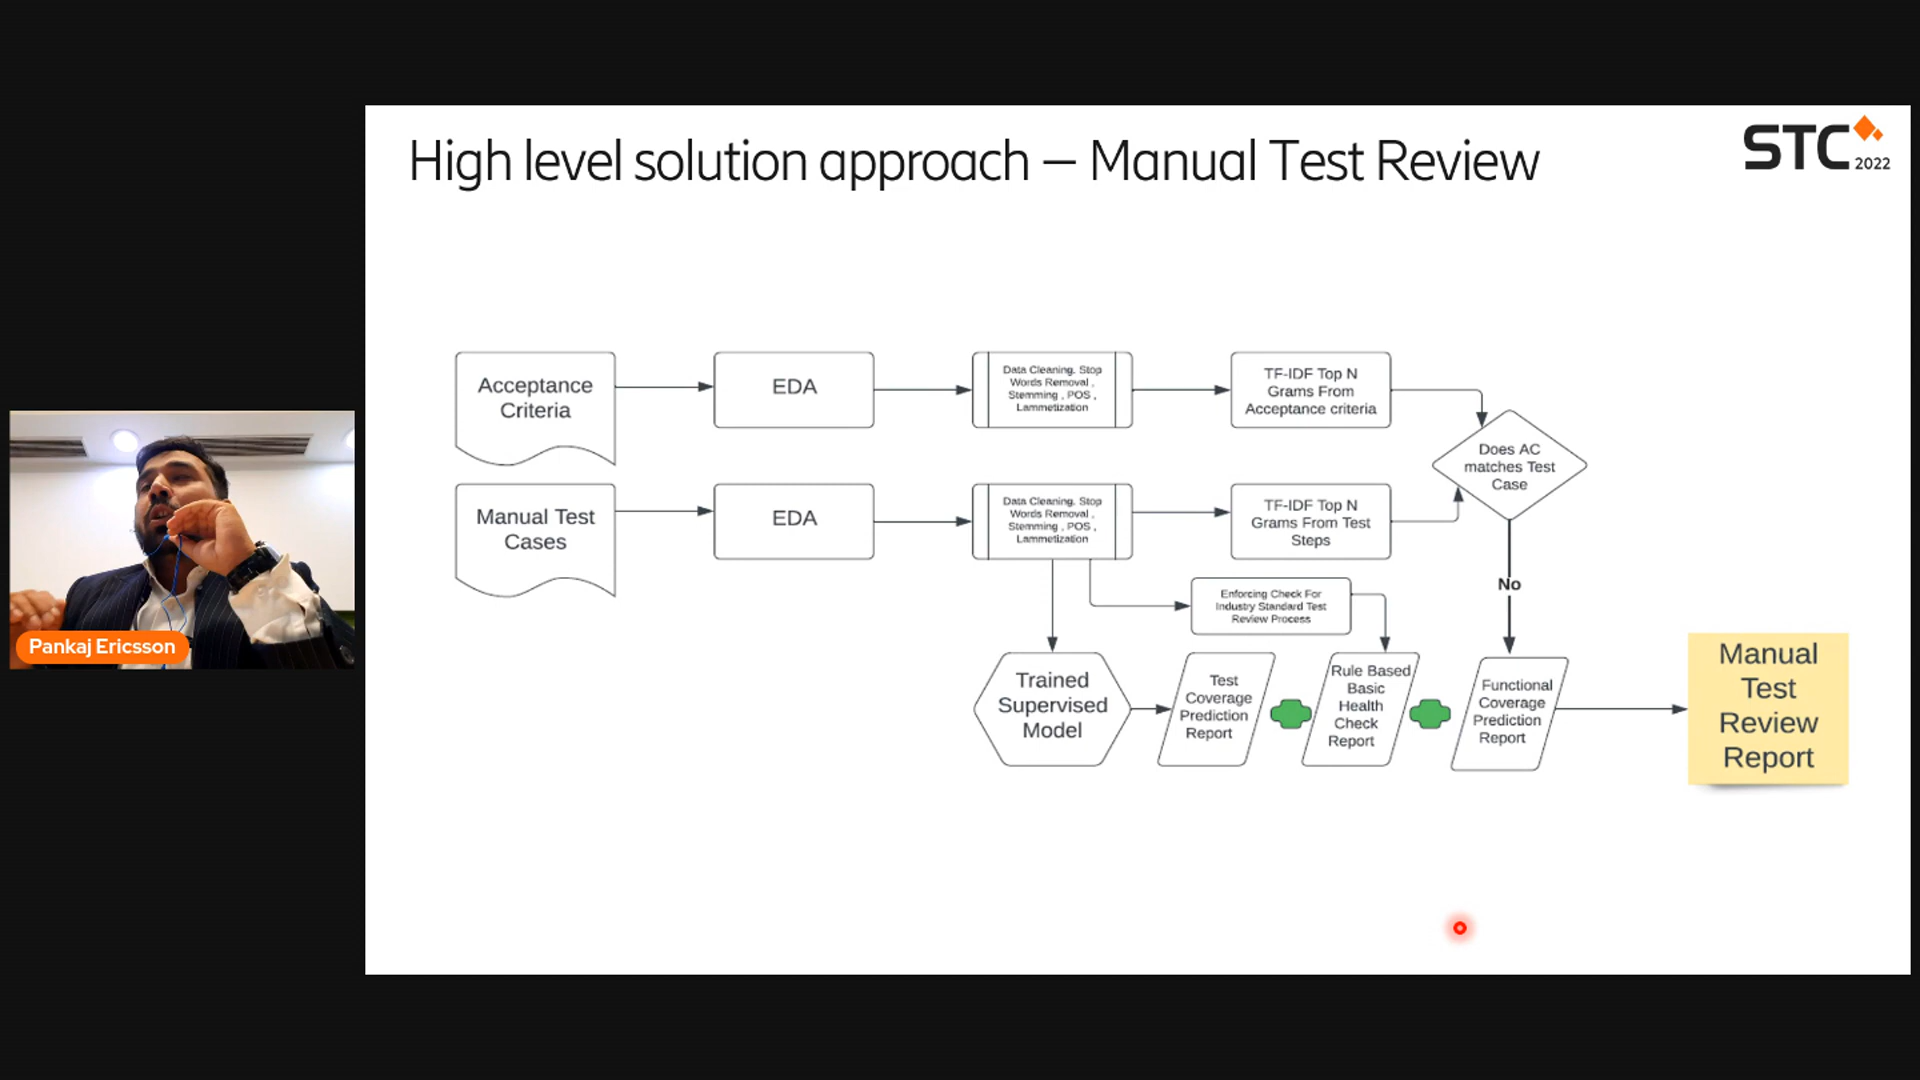 High level solution approach – Manual Test Review
STC
2022
Acceptance
Criteria
EDA
Data Cleaning, Stop
Words Removal ,
Stemming , POS ,
Lammetization
TF-IDF Top N
Grams From
Acceptance criteria
Does AC
matches Test
Case
Manual Test
Cases
EDA
Data Cleaning, Stop
Words Removal ,
Stemming , POS ,
Lammetization
TF-IDF Top N
Grams From Test
Steps
No
Enforcing Check For
Industry Standard Test
Review Process
Trained
Supervised
Model
Test
Coverage
Prediction
Report
Rule Based
Basic
Health
Check
Report
Functional
Coverage
Prediction
Report
Manual
Test
Review
Report
Pankaj Ericsson